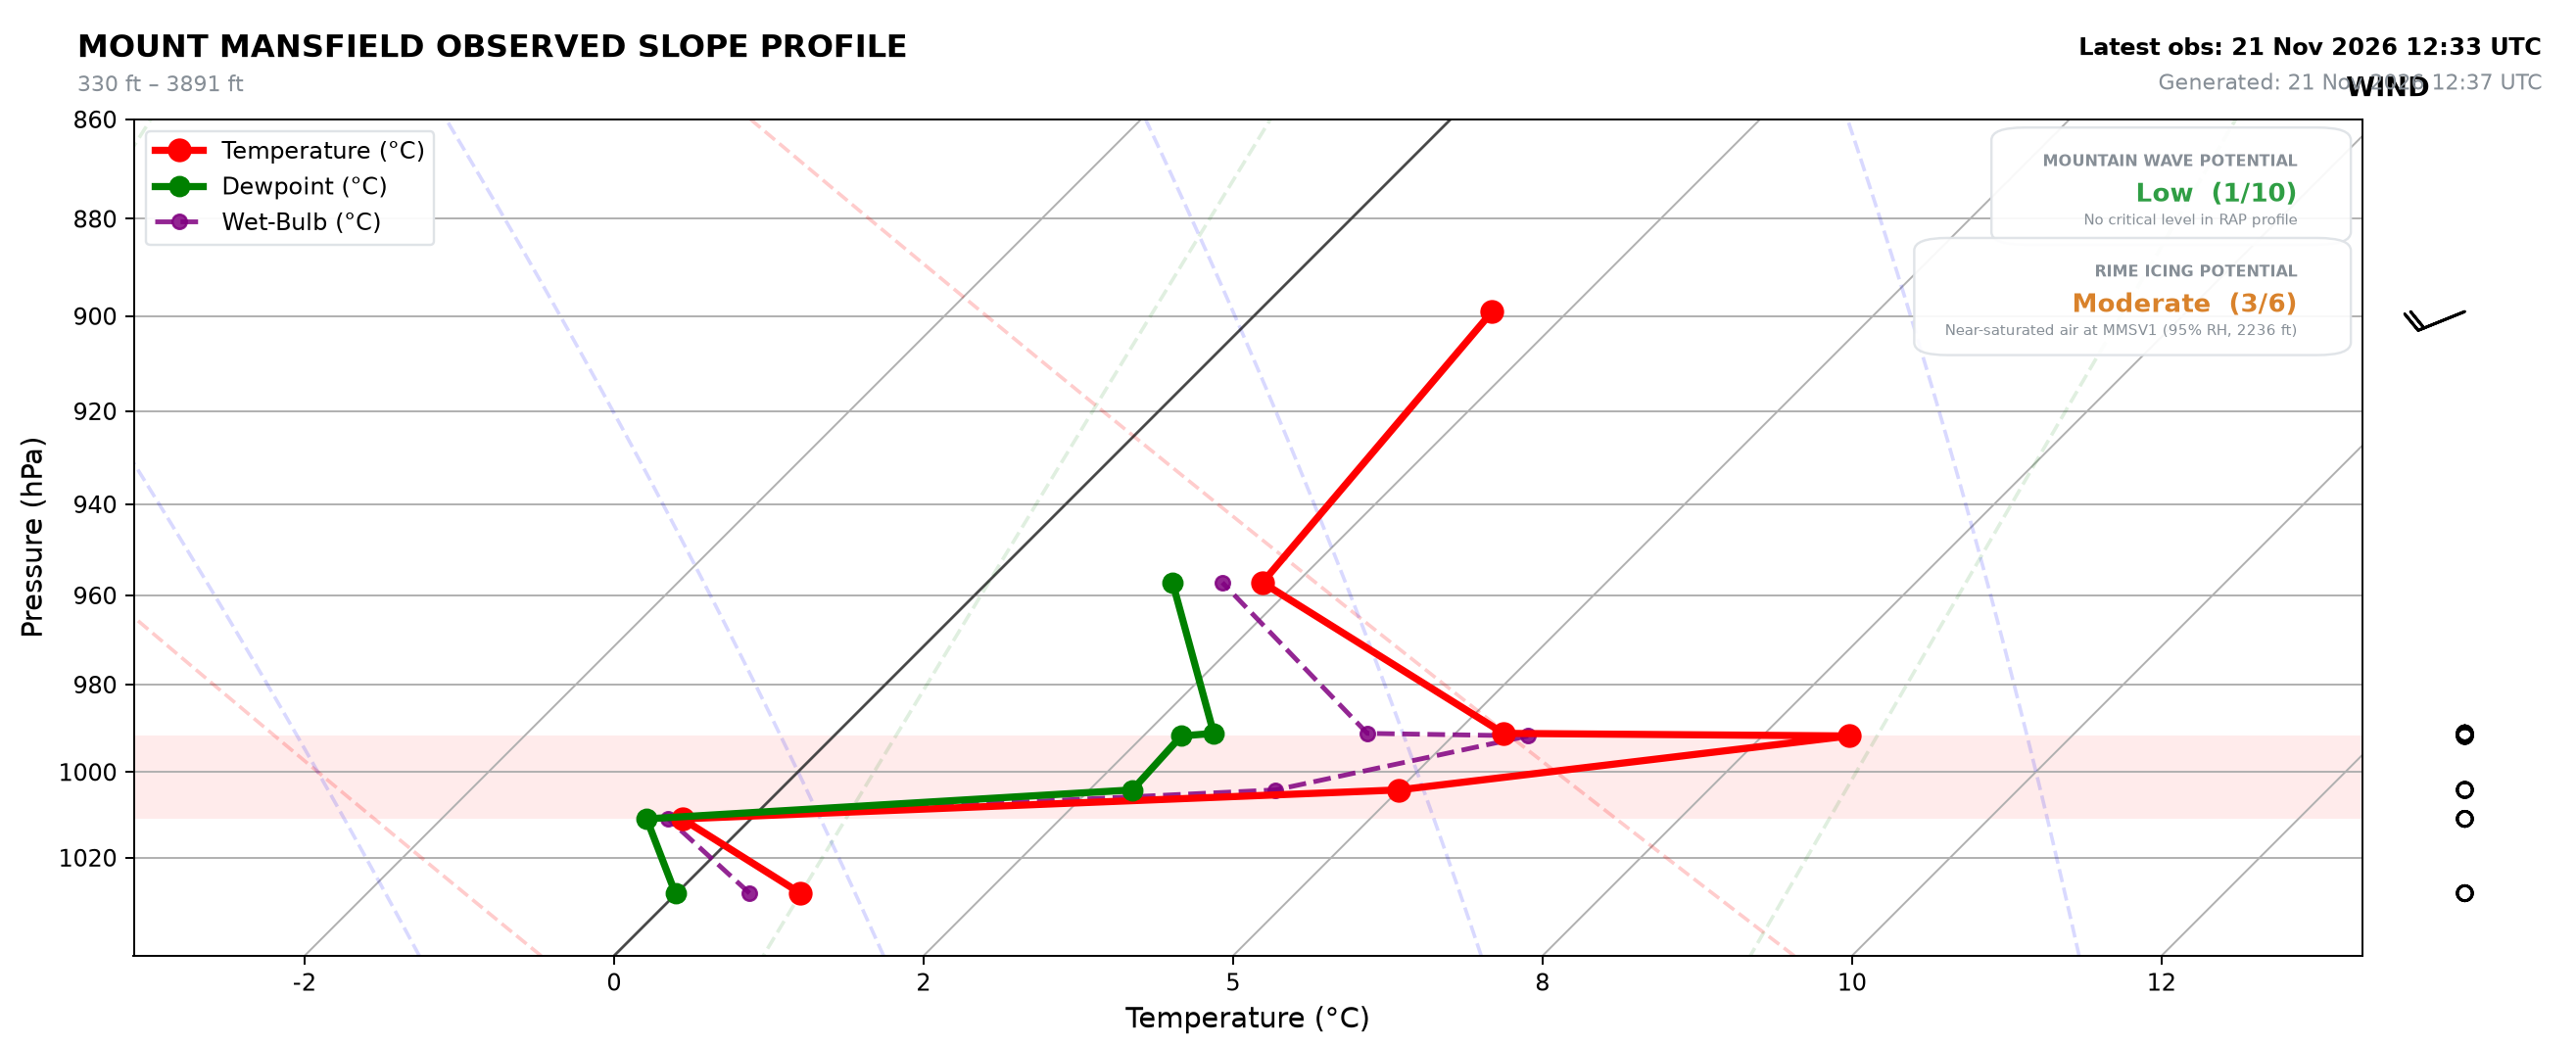 MOUNT MANSFIELD OBSERVED SLOPE PROFILE
330 ft – 3891 ft
Latest obs: 21 Nov 2026 12:33 UTC
Generated: 21 Nov 2026 12:37 UTC
WIND
Temperature (°C)
Dewpoint (°C)
Wet-Bulb (°C)
MOUNTAIN WAVE POTENTIAL
Low (1/10)
No critical level in RAP profile
RIME ICING POTENTIAL
Moderate (3/6)
Near-saturated air at MMSV1 (95% RH, 2236 ft)
Pressure (hPa)
860
880
900
920
940
960
980
1000
1020
-2 0 2 5 8 10 12
Temperature (°C)